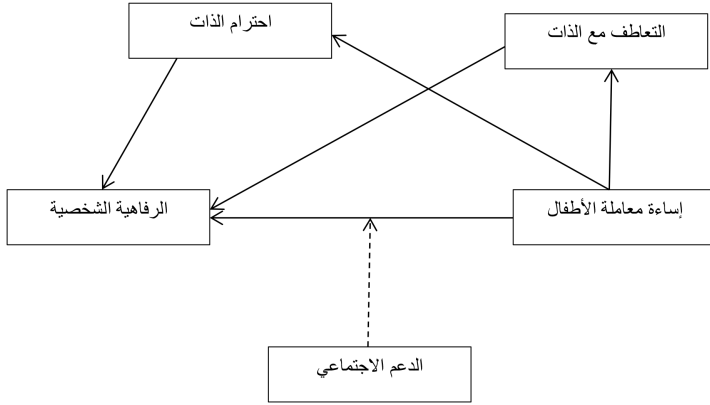 التعاطف مع الذات
احترام الذات
إساءة معاملة الأطفال
الرفاهية الشخصية
الدعم الاجتماعي